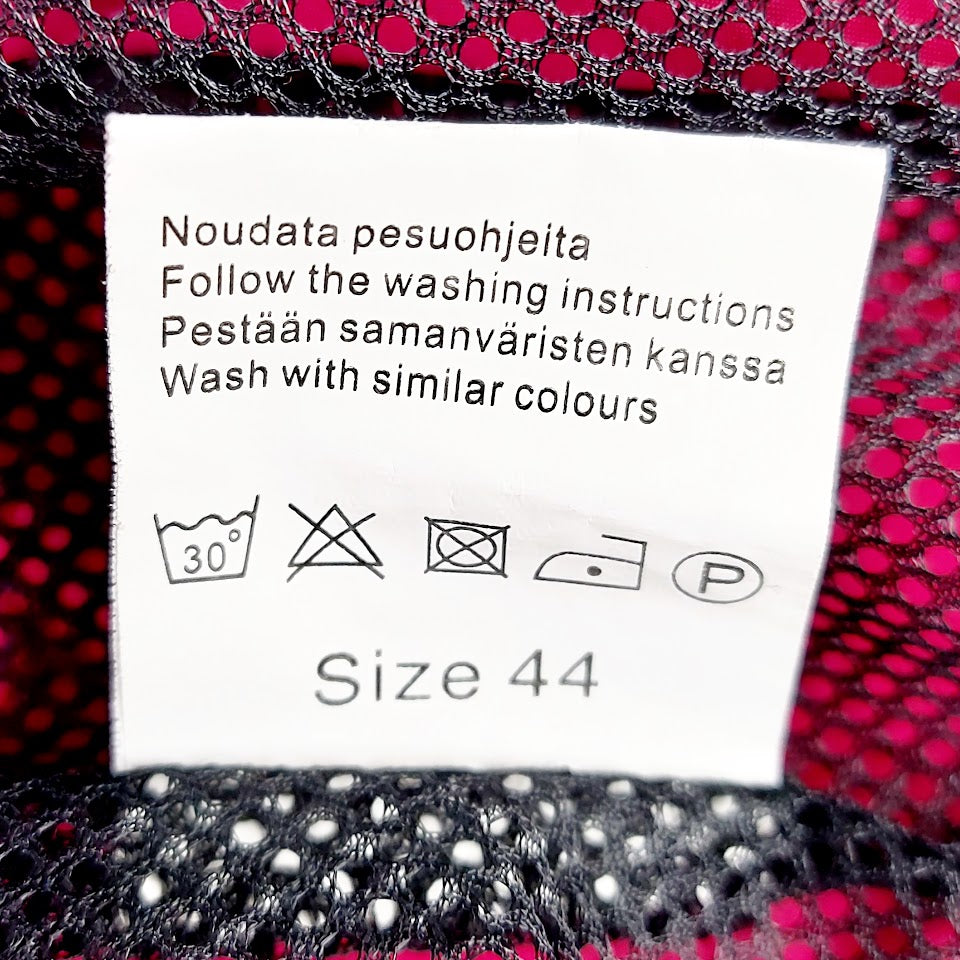 Noudata pesuohjeita
Follow the washing instructions
Pestään samanväristen kanssa
Wash with similar colours
30° P
Size 44